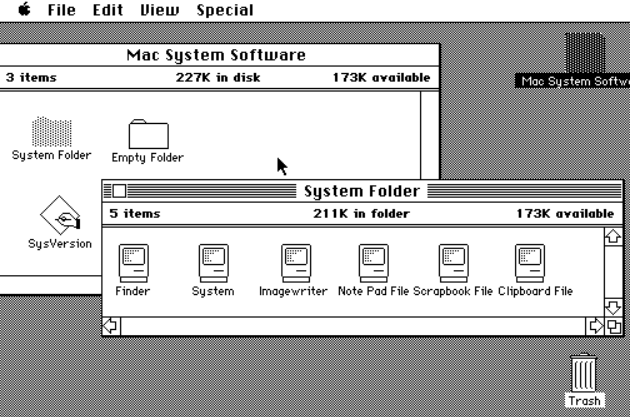 File Edit View Special
Mac System Software
3 items 227K in disk 173K available
Mac System Softwa
System Folder Empty Folder
SysVersion
System Folder
5 items 211K in folder 173K available
Finder System Imagewriter Note Pad File Scrapbook File Clipboard File
Trash